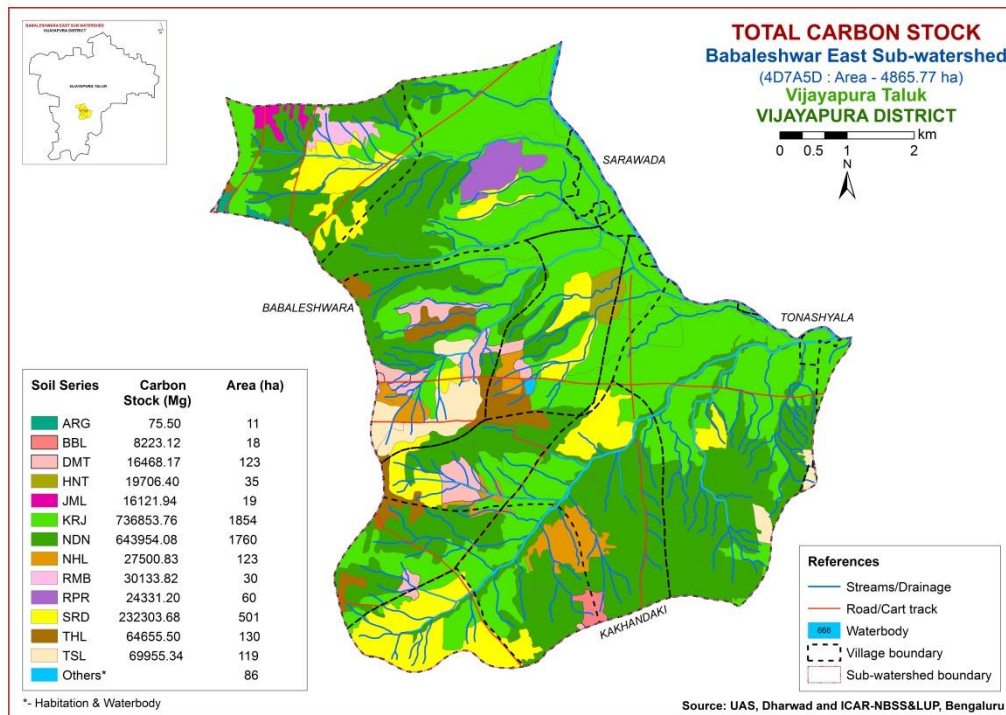 BABALESHWARA EAST SUB-WATERSHED
VIJAYAPURA DISTRICT
VIJAYAPURA TALUK
TOTAL CARBON STOCK
Babaleshwar East Sub-watershed
(4D7A5D : Area - 4865.77 ha)
Vijayapura Taluk
VIJAYAPURA DISTRICT
km
0 0.5 1 2
N
SARAWADA
BABALESHWARA
TONASHYALA
KAKHANDAKI
Soil Series Carbon Stock (Mg) Area (ha)
ARG 75.50 11
BBL 8223.12 18
DMT 16468.17 123
HNT 19706.40 35
JML 16121.94 19
KRJ 736853.76 1854
NDN 643954.08 1760
NHL 27500.83 123
RMB 30133.82 30
RPR 24331.20 60
SRD 232303.68 501
THL 64655.50 130
TSL 69955.34 119
Others* 86
*- Habitation & Waterbody
References
Streams/Drainage
Road/Cart track
666 Waterbody
Village boundary
Sub-watershed boundary
Source: UAS, Dharwad and ICAR-NBSS&LUP, Bengaluru